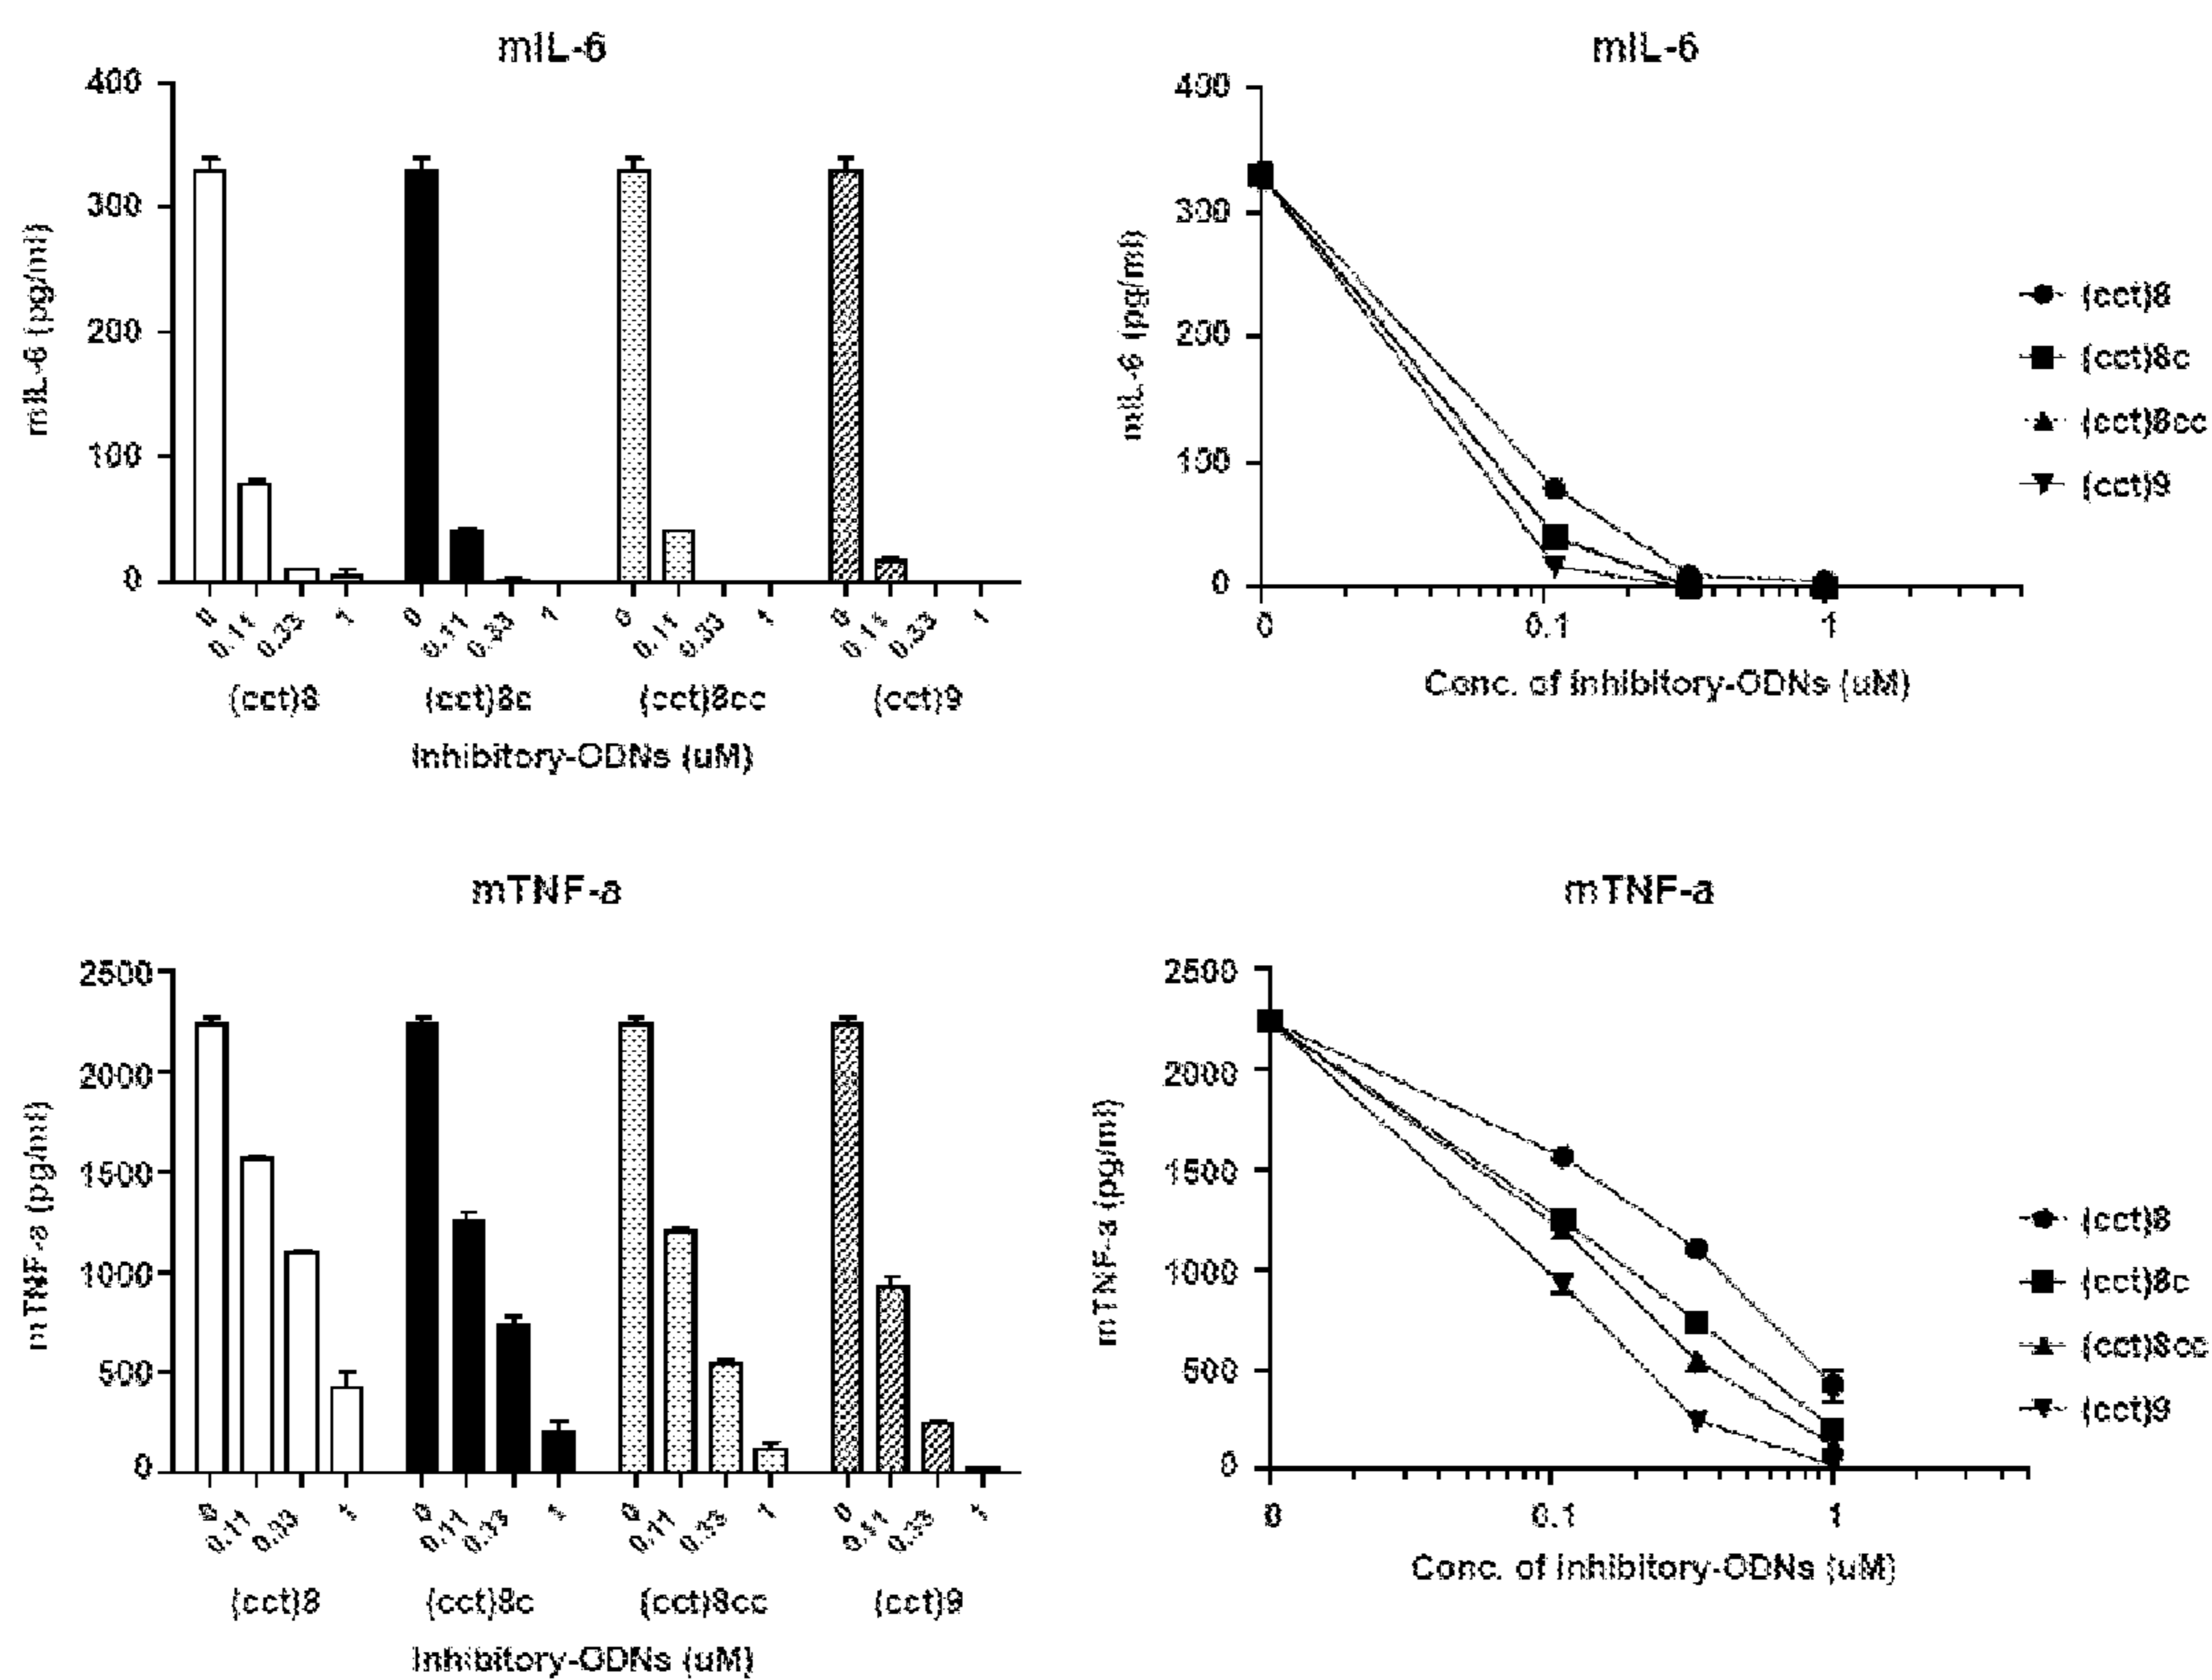 mIL-6
400
300
200
100
0
mIL-6 (pg/ml)
0 0.11 0.33 1 0 0.11 0.33 1 0 0.11 0.33 1 0 0.11 0.33 1
(cct)8 (cct)8c (cct)8cc (cct)9
Inhibitory-ODNs (uM)
mIL-6
400
300
200
100
0
mIL-6 (pg/ml)
0 0.1 1
Conc. of inhibitory-ODNs (uM)
(cct)8
(cct)8c
(cct)8cc
(cct)9
mTNF-a
2500
2000
1500
1000
500
0
mTNF-a (pg/ml)
0 0.11 0.33 1 0 0.11 0.33 1 0 0.11 0.33 1 0 0.11 0.33 1
(cct)8 (cct)8c (cct)8cc (cct)9
Inhibitory-ODNs (uM)
mTNF-a
2500
2000
1500
1000
500
0
mTNF-a (pg/ml)
0 0.1 1
Conc. of inhibitory-ODNs (uM)
(cct)8
(cct)8c
(cct)8cc
(cct)9